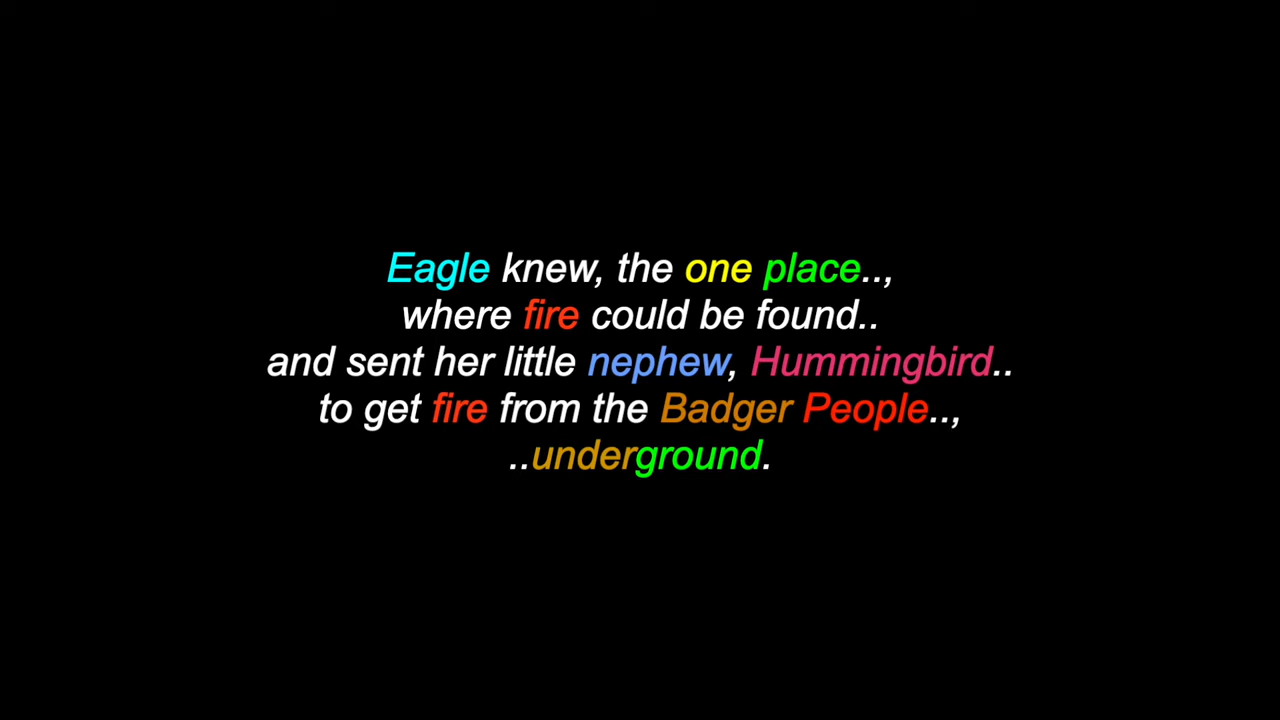 Eagle knew, the one place..,
where fire could be found..
and sent her little nephew, Hummingbird..
to get fire from the Badger People..,
..underground.